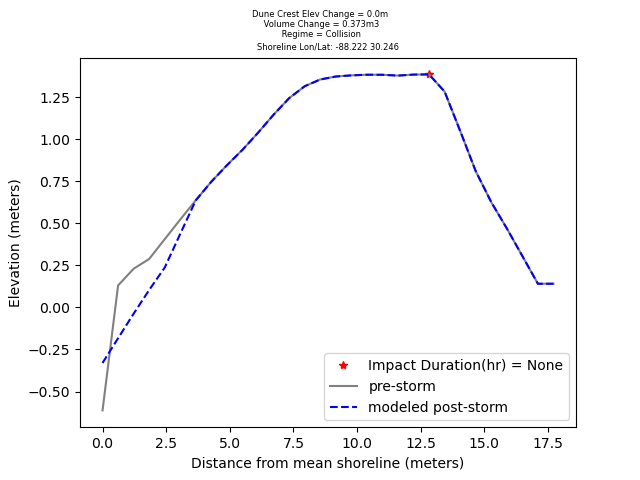 Dune Crest Elev Change = 0.0m
Volume Change = 0.373m3
Regime = Collision
Shoreline Lon/Lat: -88.222 30.246
1.25
1.00
0.75
0.50
0.25
0.00
−0.25
−0.50
Elevation (meters)
Impact Duration(hr) = None
pre-storm
modeled post-storm
0.0 2.5 5.0 7.5 10.0 12.5 15.0 17.5
Distance from mean shoreline (meters)